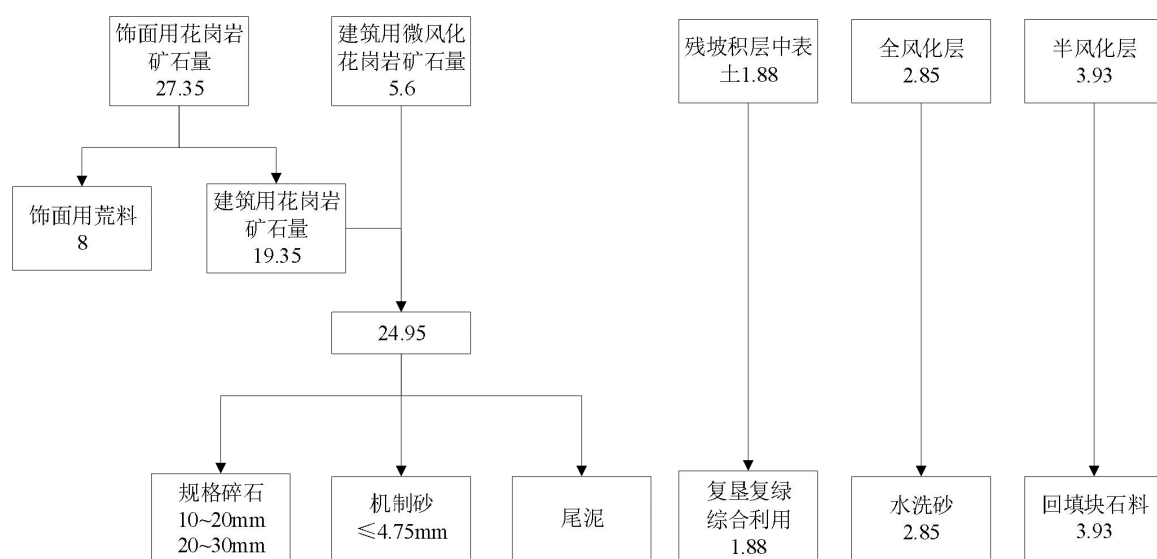 饰面用花岗岩
矿石量
27.35
建筑用微风化
花岗岩矿石量
5.6
残坡积层中表
土1.88
全风化层
2.85
半风化层
3.93
饰面用荒料
8
建筑用花岗岩
矿石量
19.35
24.95
规格碎石
10~20mm
20~30mm
机制砂
≤4.75mm
尾泥
复垦复绿
综合利用
1.88
水洗砂
2.85
回填块石料
3.93